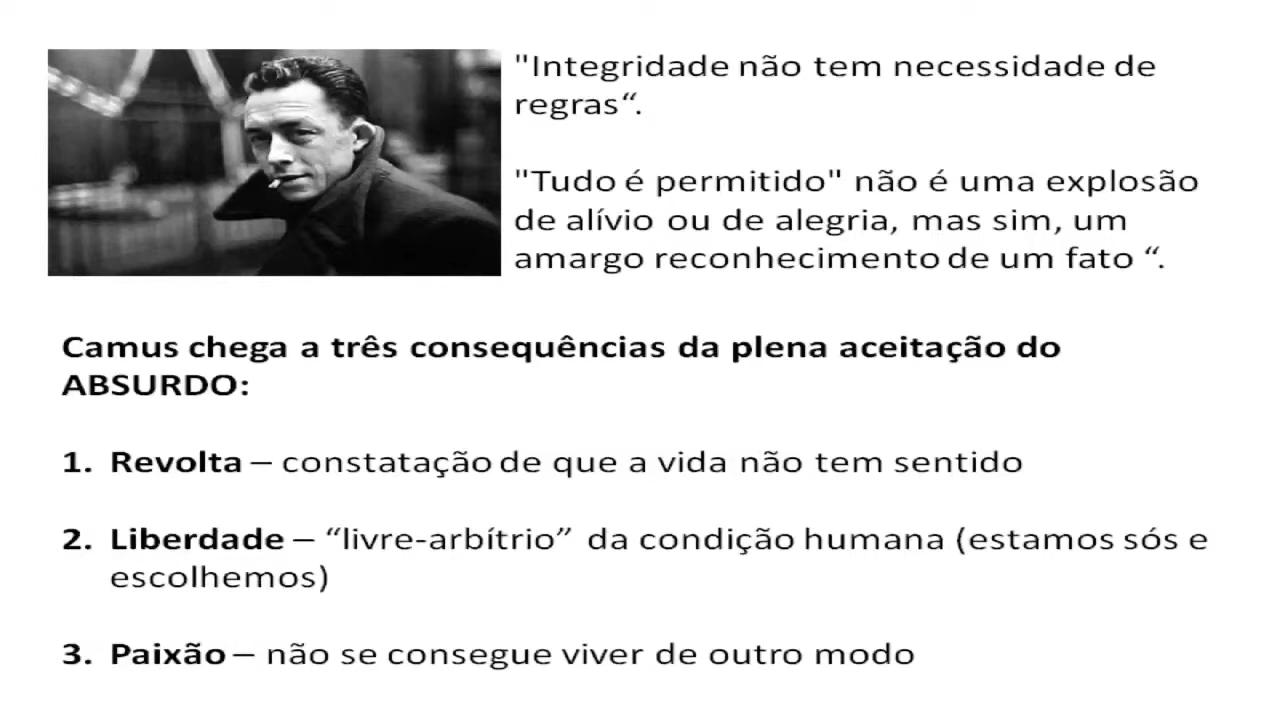 "Integridade não tem necessidade de
regras“.
"Tudo é permitido" não é uma explosão
de alívio ou de alegria, mas sim, um
amargo reconhecimento de um fato “.
Camus chega a três consequências da plena aceitação do
ABSURDO:
1. Revolta – constatação de que a vida não tem sentido
2. Liberdade – “livre-arbítrio” da condição humana (estamos sós e
escolhemos)
3. Paixão – não se consegue viver de outro modo